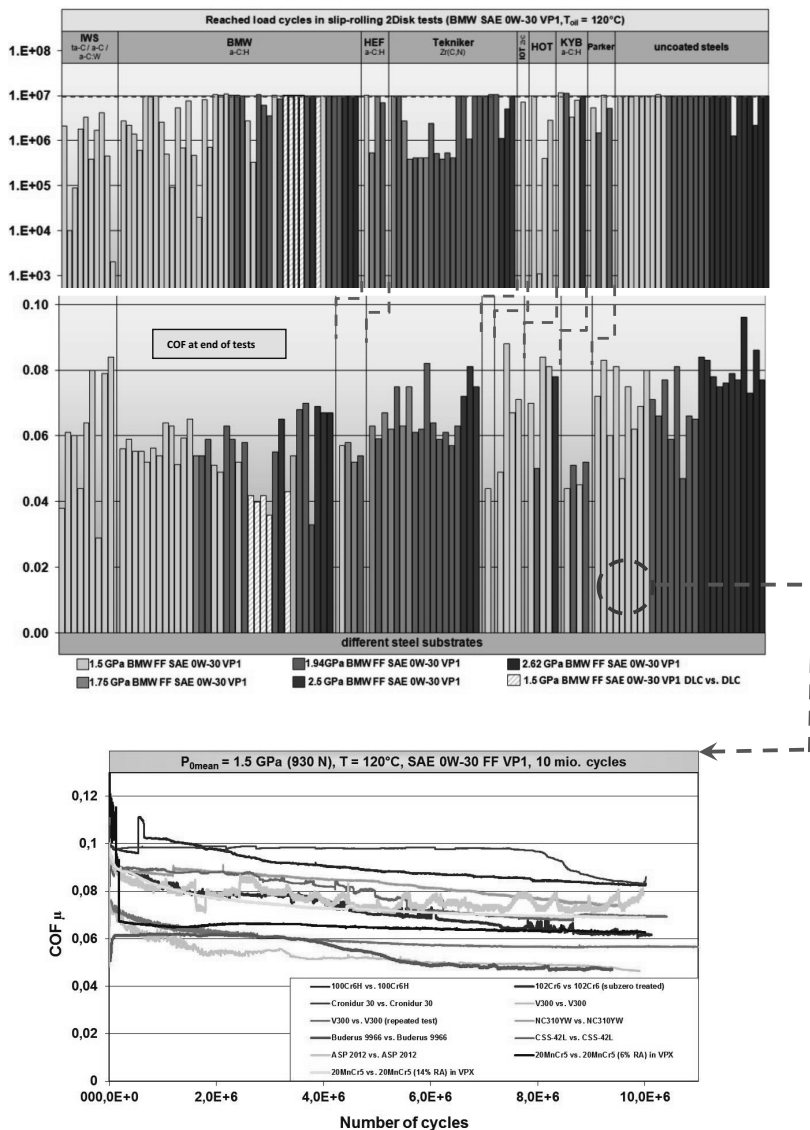 Reached load cycles in slip-rolling 2Disk tests (BMW SAE 0W-30 VP1,Toil = 120°C)
IWS
ta-C / a-C /
a-C:W
BMW
a-C:H
HEF
a-C:H
Tekniker
Zr(C,N)
IOT a:C
HOT
KYB
a-C:H
Parker
uncoated steels
1.E+08
1.E+07
1.E+06
1.E+05
1.E+04
1.E+03
0.10
0.08
0.06
0.04
0.02
0.00
COF at end of tests
different steel substrates
1.5 GPa BMW FF SAE 0W-30 VP1
1.94GPa BMW FF SAE 0W-30 VP1
2.62 GPa BMW FF SAE 0W-30 VP1
1.75 GPa BMW FF SAE 0W-30 VP1
2.5 GPa BMW FF SAE 0W-30 VP1
1.5 GPa BMW FF SAE 0W-30 VP1 DLC vs. DLC
P0mean = 1.5 GPa (930 N), T = 120°C, SAE 0W-30 FF VP1, 10 mio. cycles
COF µ
0,12
0,1
0,08
0,06
0,04
0,02
0
100Cr6H vs. 100Cr6H
102Cr6 vs 102Cr6 (subzero treated)
Cronidur 30 vs. Cronidur 30
V300 vs. V300
V300 vs. V300 (repeated test)
NC310YW vs. NC310YW
Buderus 9966 vs. Buderus 9966
CSS-42L vs. CSS-42L
ASP 2012 vs. ASP 2012
20MnCr5 vs. 20MnCr5 (6% RA) in VPX
20MnCr5 vs. 20MnCr5 (14% RA) in VPX
000,0E+0
2,0E+6
4,0E+6
6,0E+6
8,0E+6
10,0E+6
Number of cycles